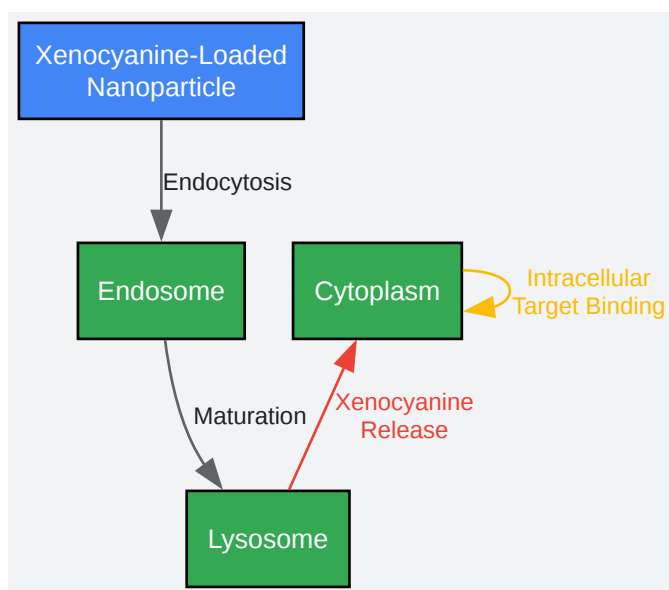 Xenocyanine-Loaded
Nanoparticle
Endocytosis
Endosome
Cytoplasm
Intracellular
Target Binding
Maturation
Xenocyanine
Release
Lysosome